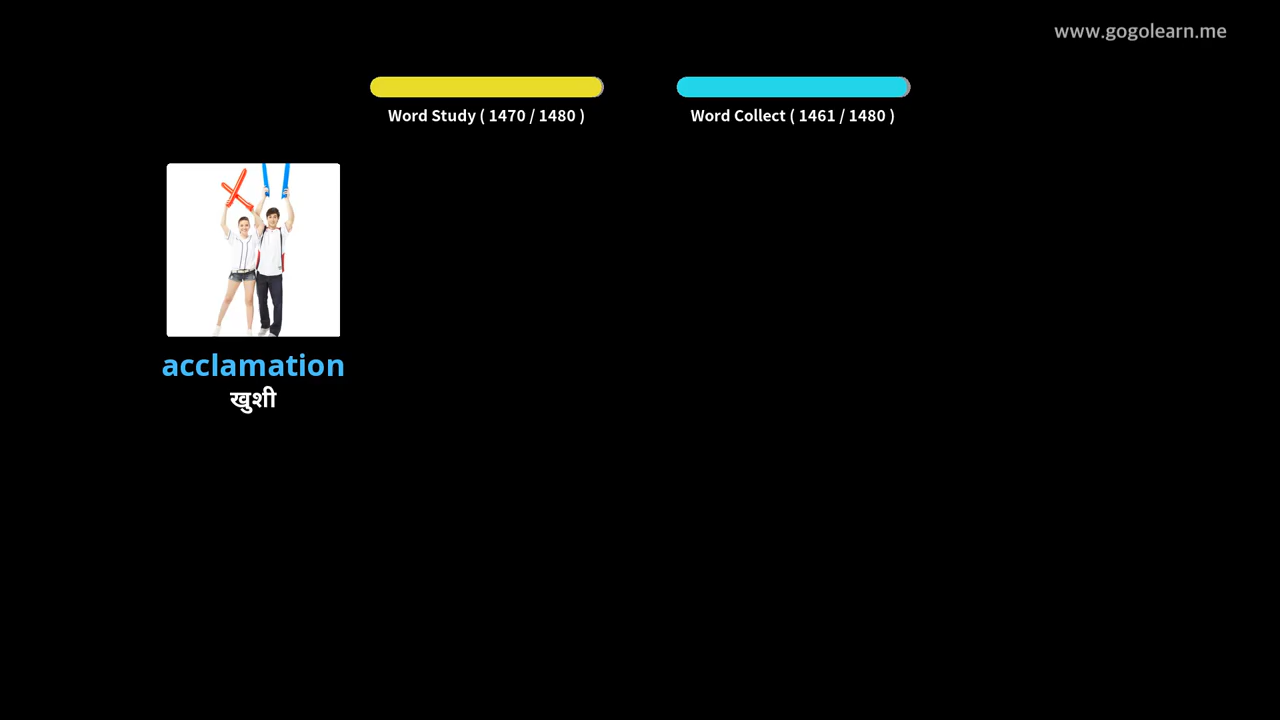 www.gogolearn.me
Word Study ( 1470 / 1480 )
Word Collect ( 1461 / 1480 )
acclamation
खुशी